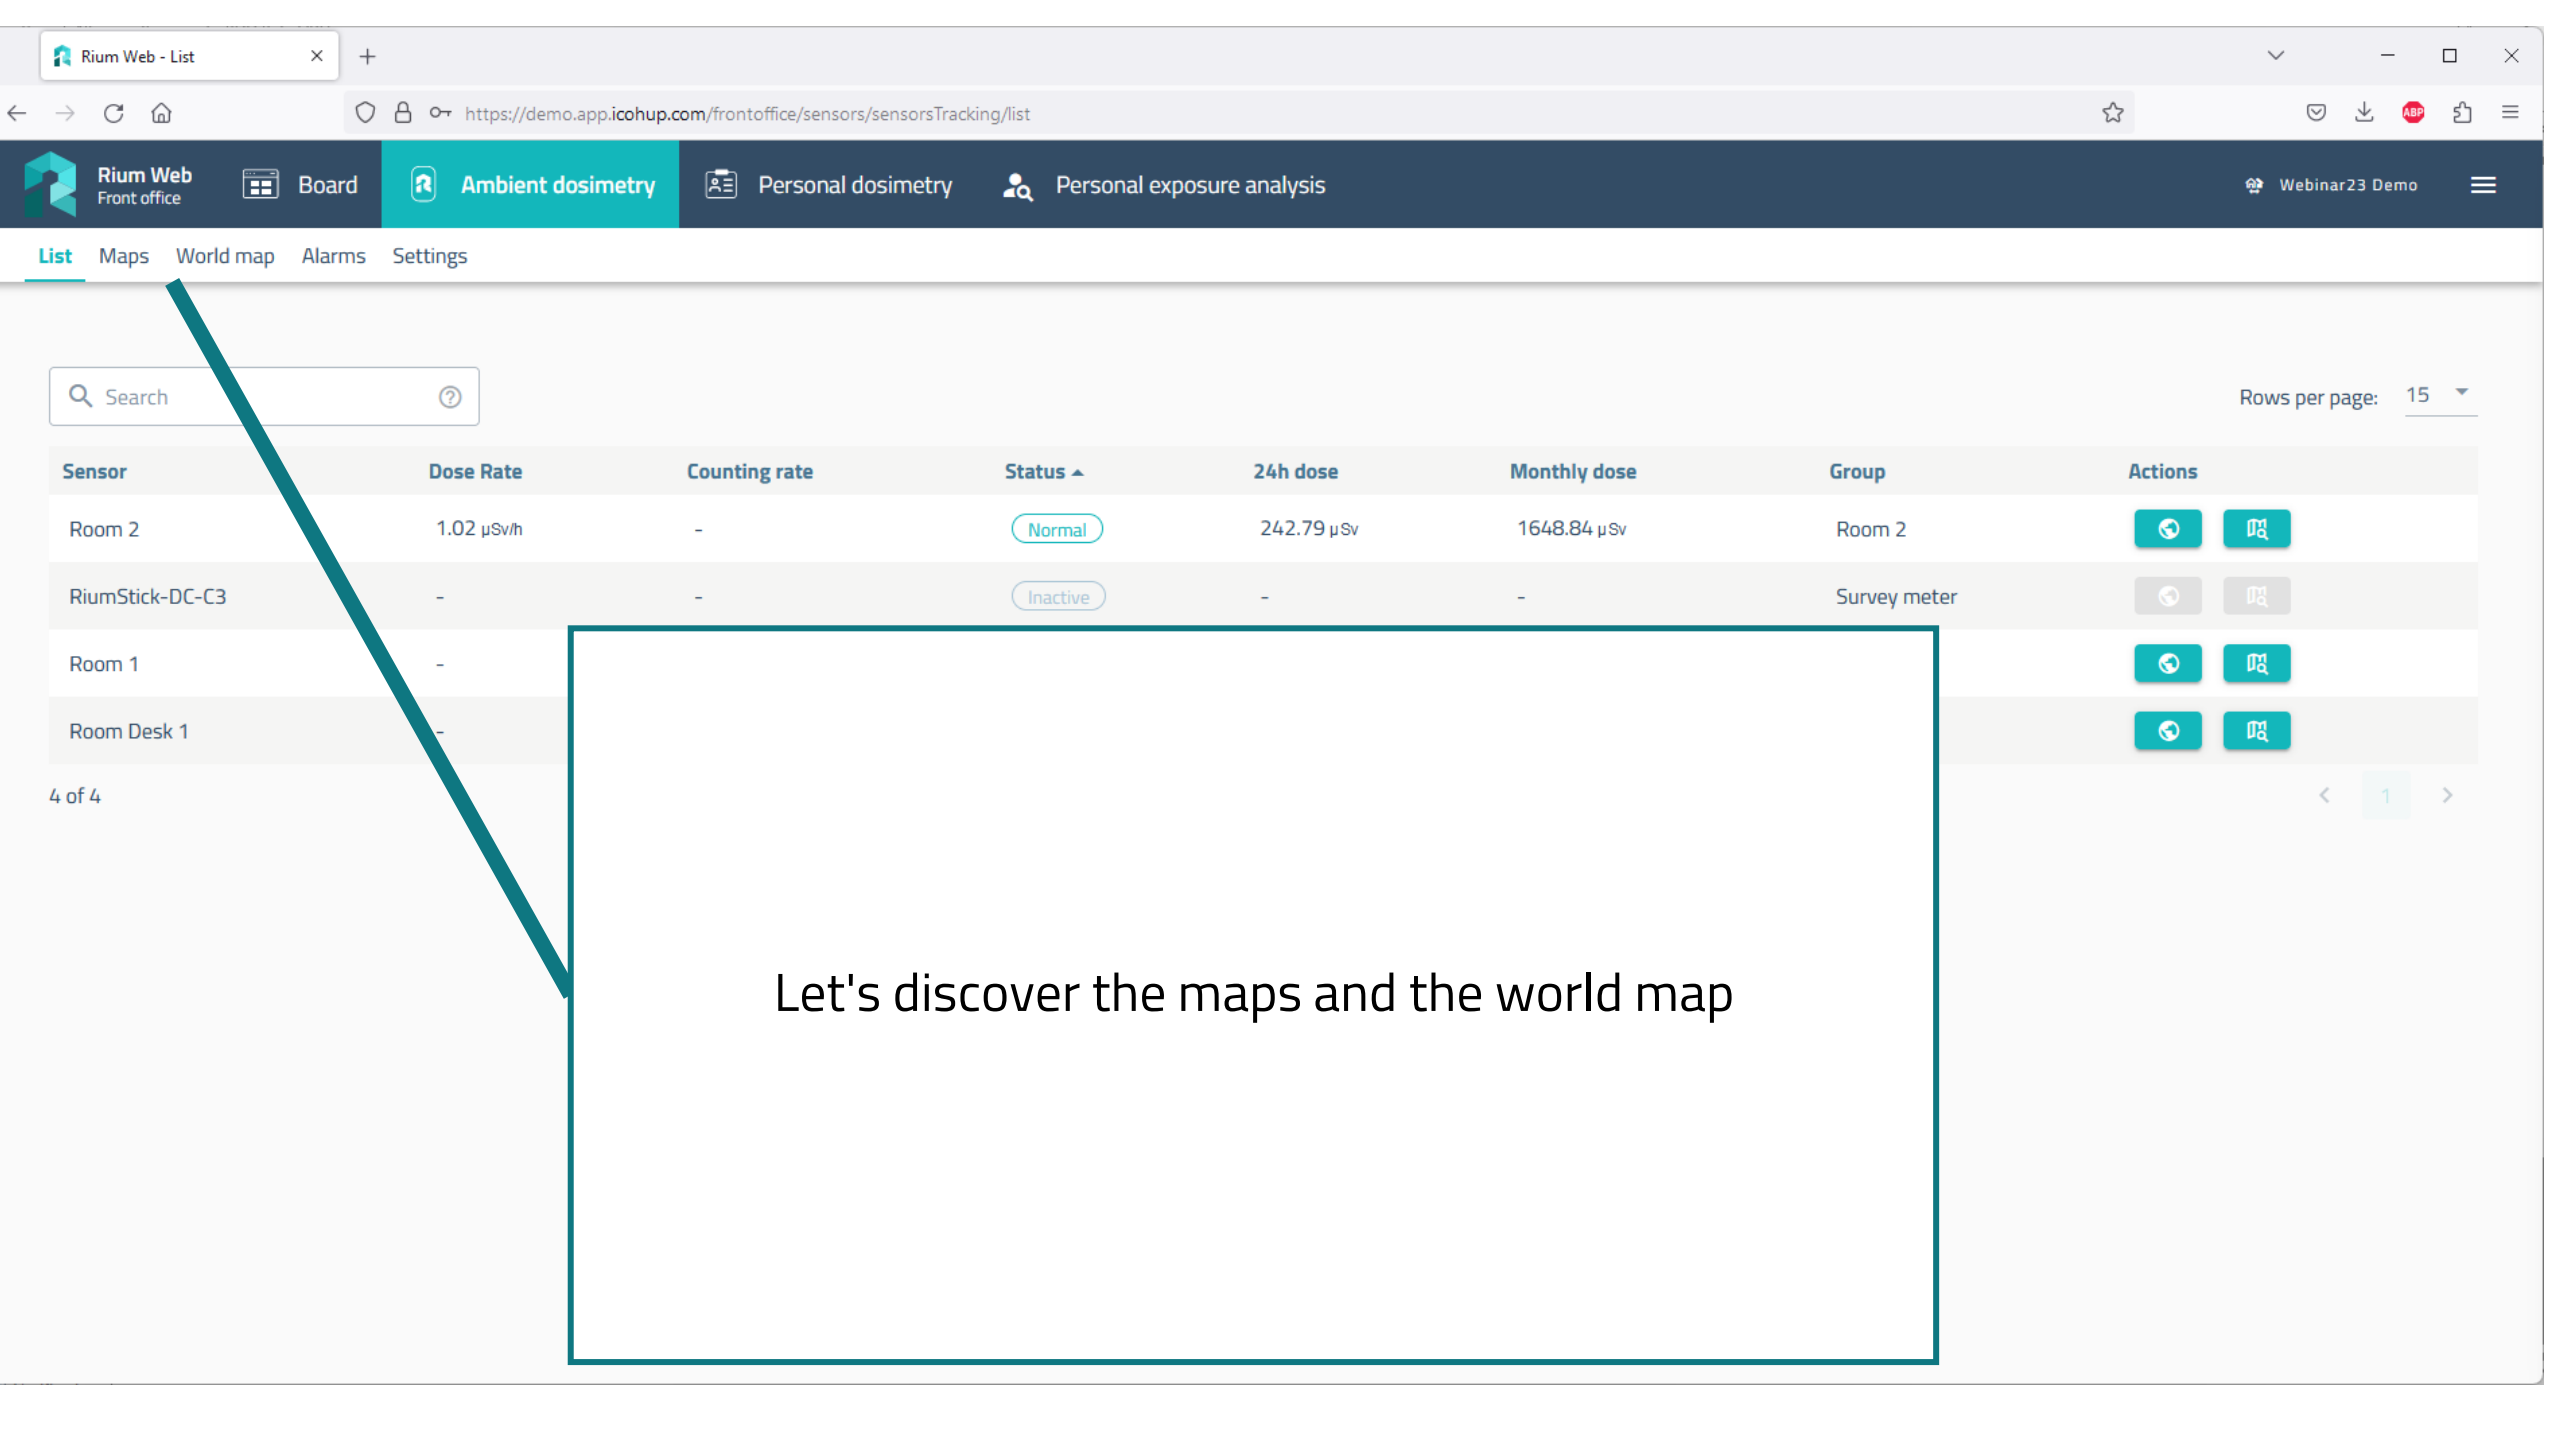 Rium Web - List
https://demo.app.icohup.com/frontoffice/sensors/sensorsTracking/list
ABP
Rium Web
Front office
Board
Ambient dosimetry
Personal dosimetry
Personal exposure analysis
Webinar23 Demo
List Maps World map Alarms Settings
Search
Rows per page: 15
Sensor Dose Rate Counting rate Status 24h dose Monthly dose Group Actions
Room 2 1.02 µSv/h - Normal 242.79 µSv 1648.84 µSv Room 2
RiumStick-DC-C3 - - Inactive - - Survey meter
Room 1 -
Room Desk 1 -
4 of 4
1
Let's discover the maps and the world map